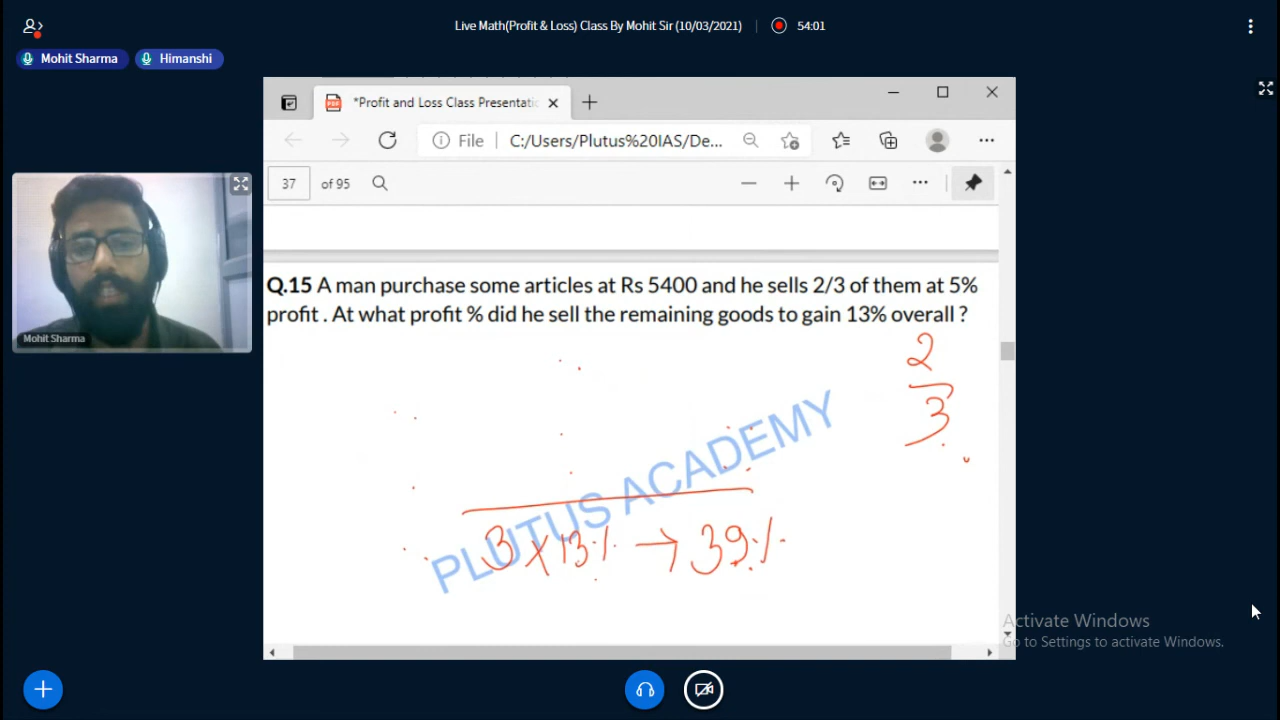 Live Math(Profit & Loss) Class By Mohit Sir (10/03/2021)
54:01
Mohit Sharma
Himanshi
*Profit and Loss Class Presentatic
File
C:/Users/Plutus%20IAS/De...
37
of 95
Q.15 A man purchase some articles at Rs 5400 and he sells 2/3 of them at 5%
profit . At what profit % did he sell the remaining goods to gain 13% overall ?
2
3
PLUTUS ACADEMY
3 X 13% → 39%
Mohit Sharma
Activate Windows
Go to Settings to activate Windows.